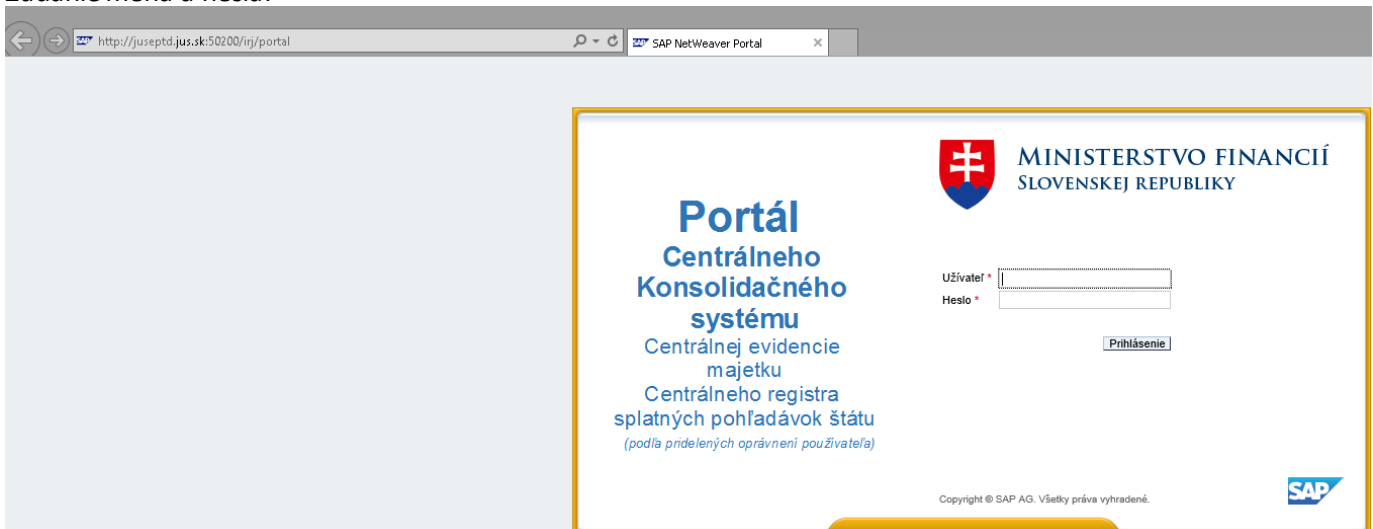 http://juseptd.jus.sk:50200/irj/portal
SAP NetWeaver Portal
MINISTERSTVO FINANCIÍ
SLOVENSKEJ REPUBLIKY
Portál
Centrálneho
Konsolidačného
systému
Centrálnej evidencie
majetku
Centrálneho registra
splatných pohľadávok štátu
(podľa pridelených oprávnení používateľa)
Užívateľ *
Heslo *
Prihlásenie
Copyright © SAP AG. Všetky práva vyhradené.
SAP